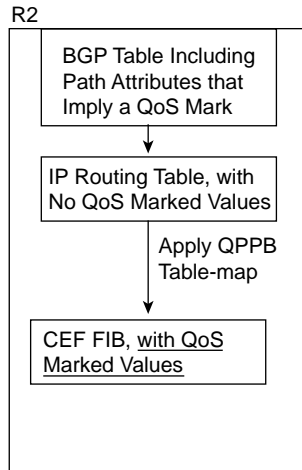 R2
BGP Table Including
Path Attributes that
Imply a QoS Mark
IP Routing Table, with
No QoS Marked Values
Apply QPPB
Table-map
CEF FIB, with QoS
Marked Values